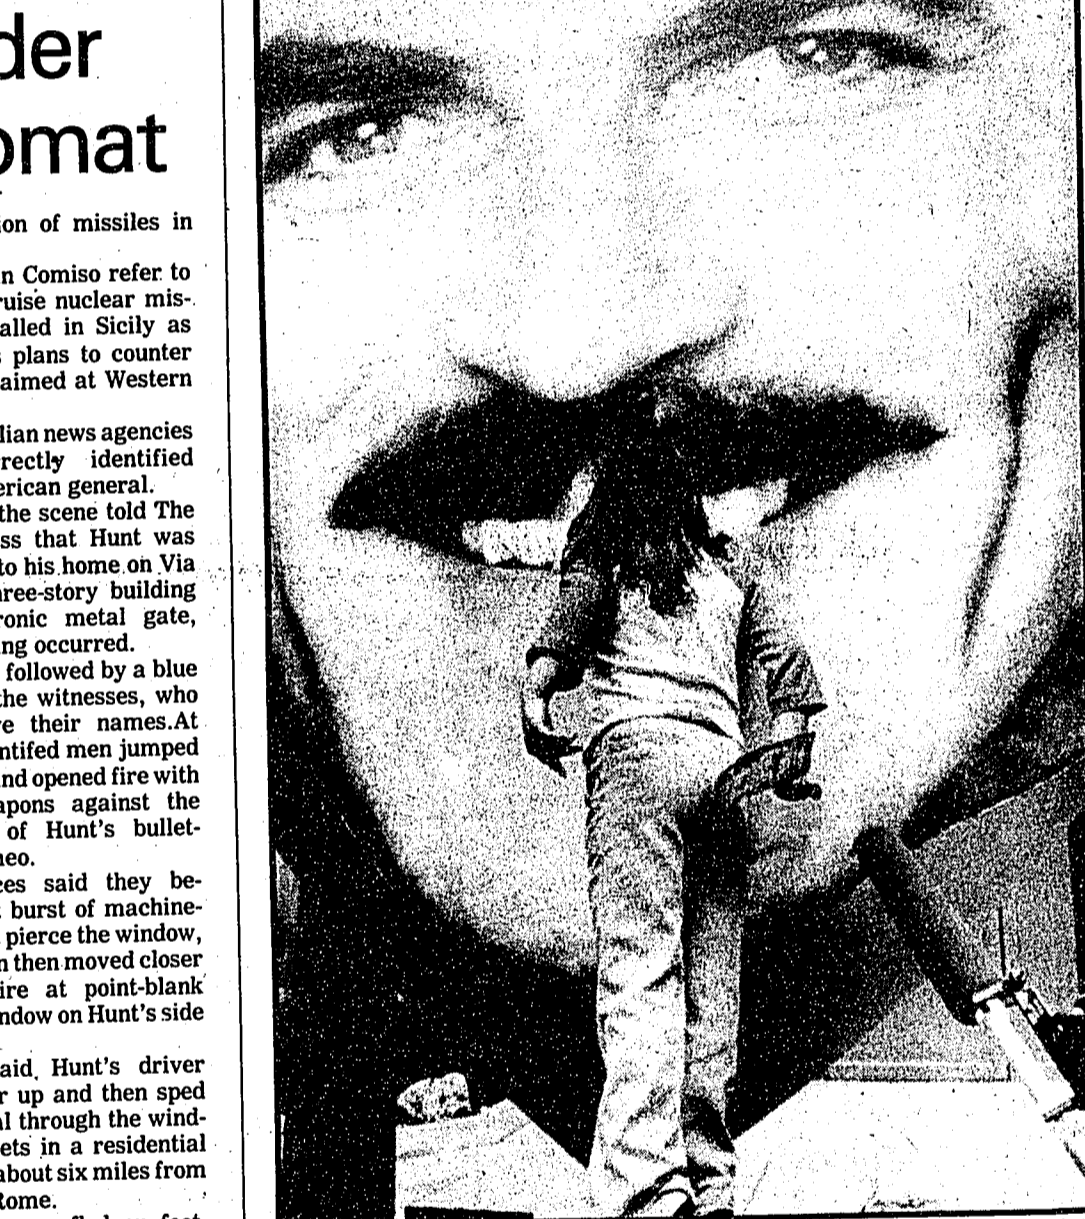 der
omat
ion of missiles in
n Comiso refer to
ruise nuclear mis-
alled in Sicily as
s plans to counter
aimed at Western
lian news agencies
rrectly identified
erican general.
the scene told The
ss that Hunt was
to his home on Via
hree-story building
ronic metal gate,
ng occurred.
followed by a blue
the witnesses, who
e their names.At
ntifed men jumped
nd opened fire with
apons against the
of Hunt's bullet-
neo.
ces said they be-
burst of machine-
pierce the window,
n then moved closer
ire at point-blank
ndow on Hunt's side
aid, Hunt's driver
r up and then sped
al through the wind-
ets in a residential
about six miles from
Rome.